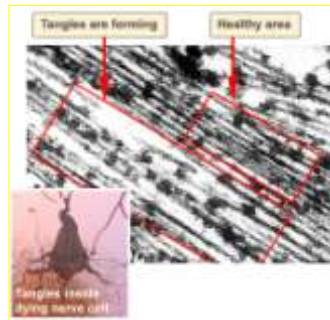 Tangles are forming
Healthy area
Tangles inside
dying nerve cell